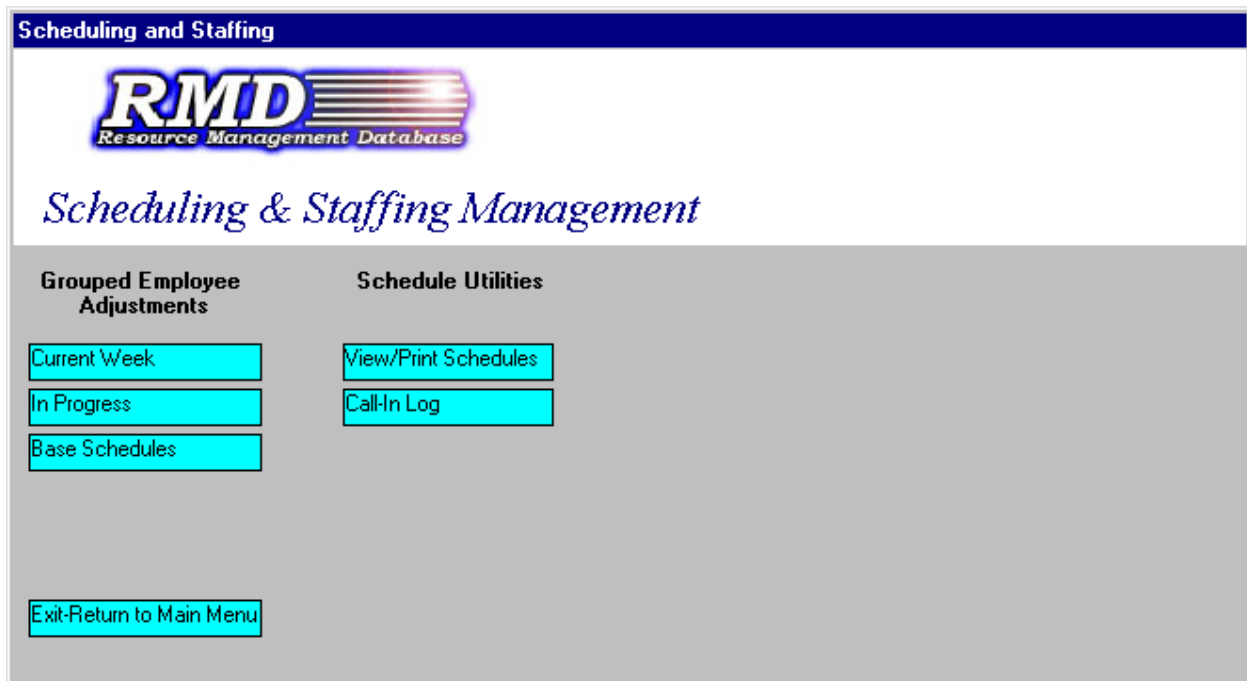 Scheduling and Staffing
RMD
Resource Management Database
Scheduling & Staffing Management
Grouped Employee
Adjustments
Schedule Utilities
Current Week
View/Print Schedules
In Progress
Call-In Log
Base Schedules
Exit-Return to Main Menu